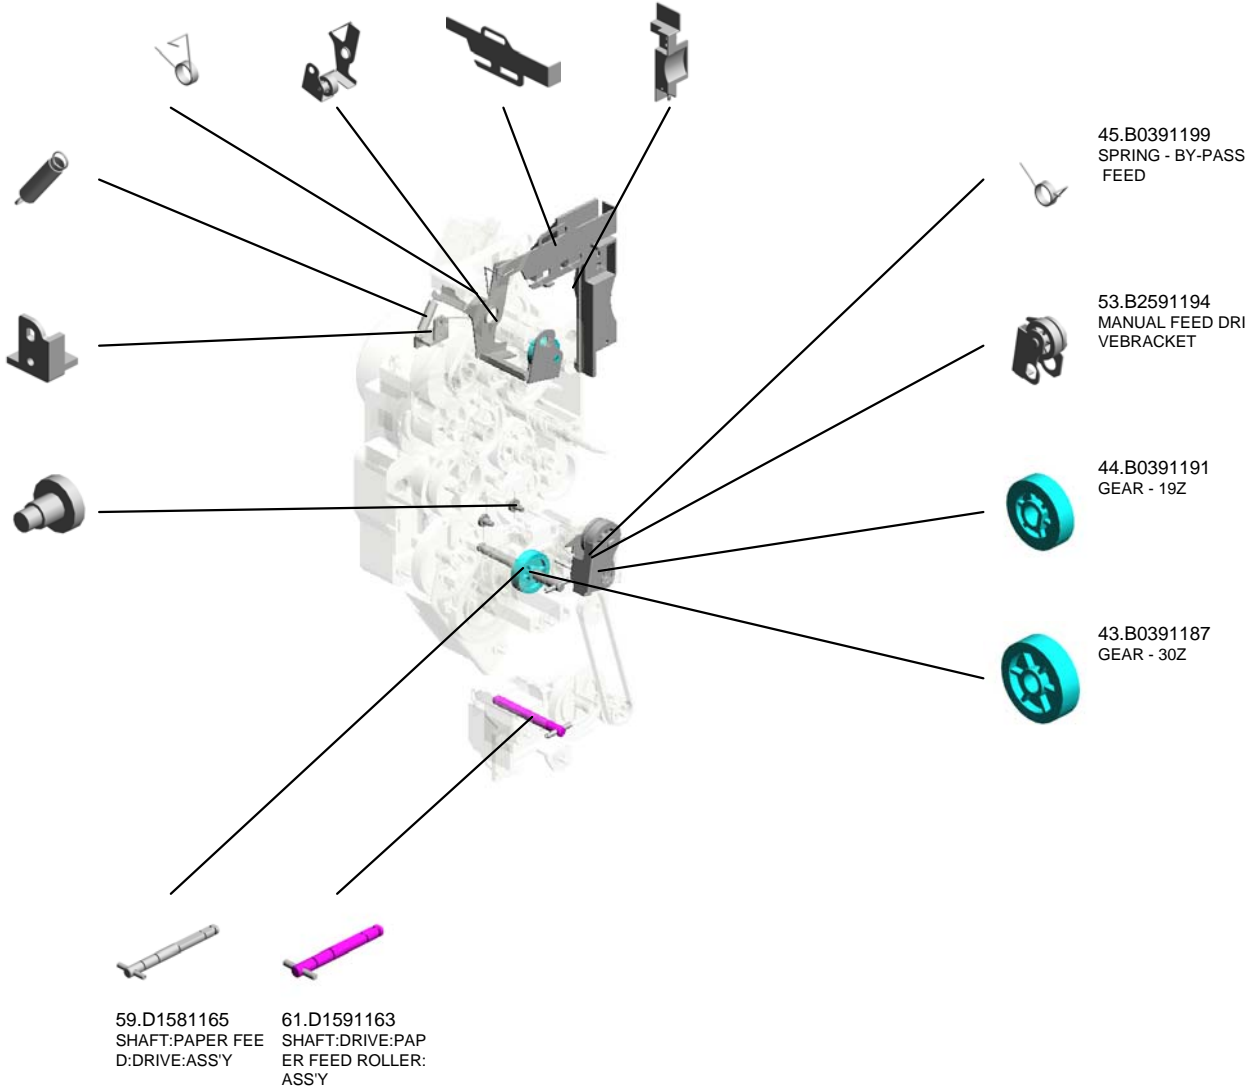 45.B0391199
SPRING - BY-PASS
FEED
53.B2591194
MANUAL FEED DRI
VEBRACKET
44.B0391191
GEAR - 19Z
43.B0391187
GEAR - 30Z
59.D1581165
SHAFT:PAPER FEE
D:DRIVE:ASS'Y
61.D1591163
SHAFT:DRIVE:PAP
ER FEED ROLLER:
ASS'Y